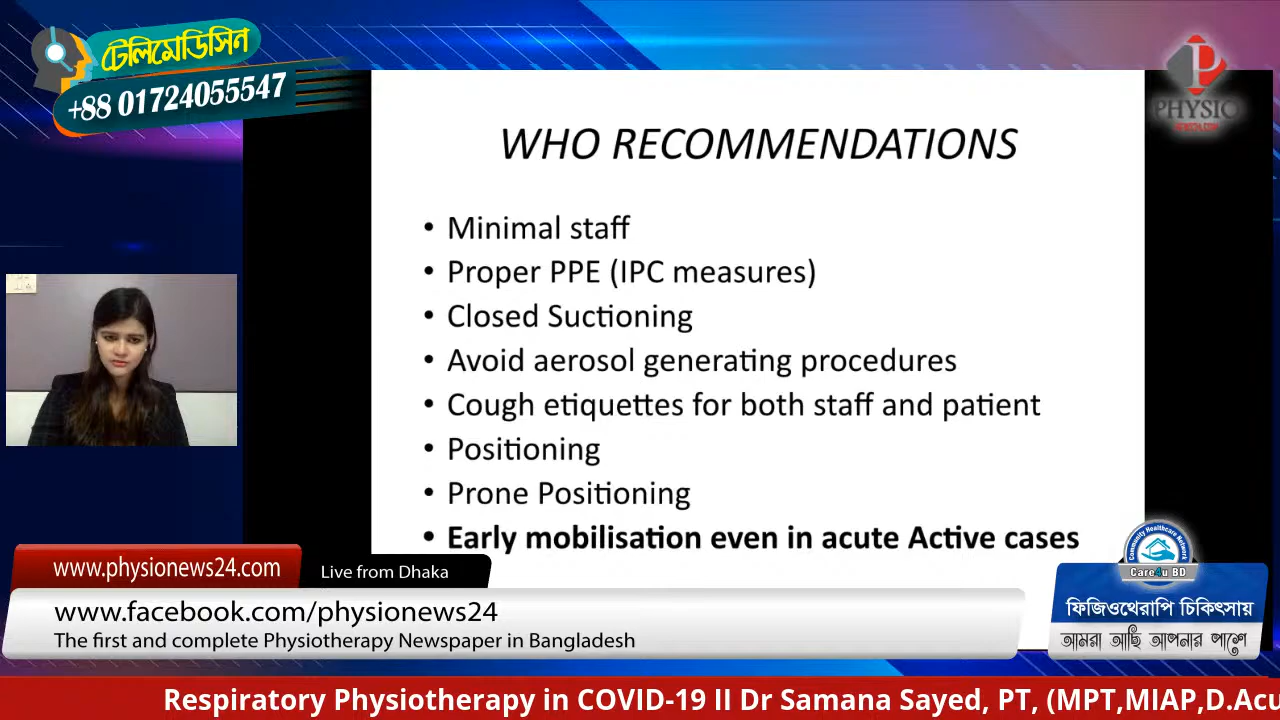 টেলিমেডিসিন
+88 01724055547
PHYSIO
WHO RECOMMENDATIONS
• Minimal staff
• Proper PPE (IPC measures)
• Closed Suctioning
• Avoid aerosol generating procedures
• Cough etiquettes for both staff and patient
• Positioning
• Prone Positioning
• Early mobilisation even in acute Active cases
Community Healthcare Network
Care4u BD
www.physionews24.com
Live from Dhaka
www.facebook.com/physionews24
The first and complete Physiotherapy Newspaper in Bangladesh
ফিজিওথেরাপি চিকিৎসায়
আমরা আছি আপনার পাশে
Respiratory Physiotherapy in COVID-19 II Dr Samana Sayed, PT, (MPT,MIAP,D.Acu